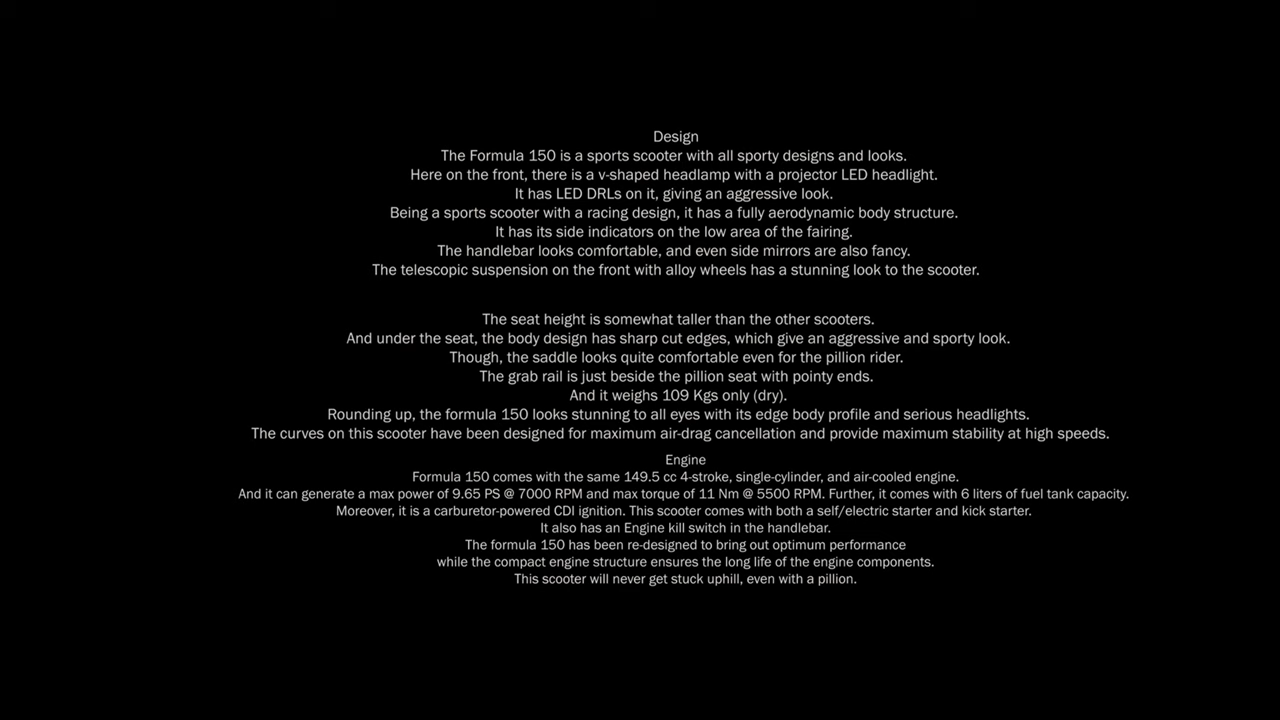 Design
The Formula 150 is a sports scooter with all sporty designs and looks.
Here on the front, there is a v-shaped headlamp with a projector LED headlight.
It has LED DRLs on it, giving an aggressive look.
Being a sports scooter with a racing design, it has a fully aerodynamic body structure.
It has its side indicators on the low area of the fairing.
The handlebar looks comfortable, and even side mirrors are also fancy.
The telescopic suspension on the front with alloy wheels has a stunning look to the scooter.
The seat height is somewhat taller than the other scooters.
And under the seat, the body design has sharp cut edges, which give an aggressive and sporty look.
Though, the saddle looks quite comfortable even for the pillion rider.
The grab rail is just beside the pillion seat with pointy ends.
And it weighs 109 Kgs only (dry).
Rounding up, the formula 150 looks stunning to all eyes with its edge body profile and serious headlights.
The curves on this scooter have been designed for maximum air-drag cancellation and provide maximum stability at high speeds.
Engine
Formula 150 comes with the same 149.5 cc 4-stroke, single-cylinder, and air-cooled engine.
And it can generate a max power of 9.65 PS @ 7000 RPM and max torque of 11 Nm @ 5500 RPM. Further, it comes with 6 liters of fuel tank capacity.
Moreover, it is a carburetor-powered CDI ignition. This scooter comes with both a self/electric starter and kick starter.
It also has an Engine kill switch in the handlebar.
The formula 150 has been re-designed to bring out optimum performance
while the compact engine structure ensures the long life of the engine components.
This scooter will never get stuck uphill, even with a pillion.